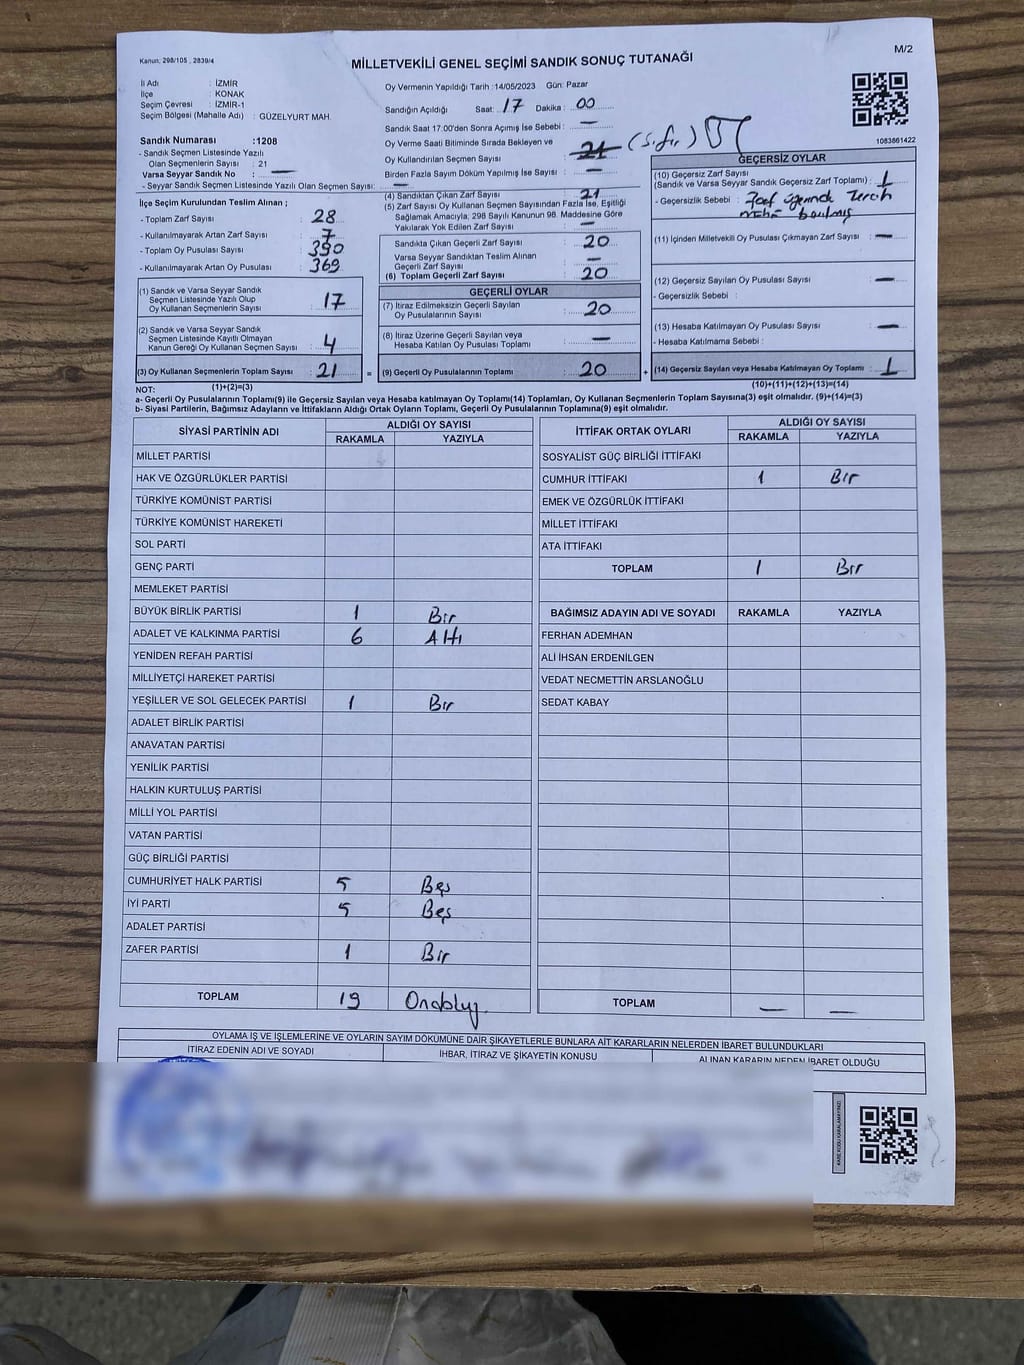 Kanun, 298/105 , 2839/4
M/2
MİLLETVEKİLİ GENEL SEÇİMİ SANDIK SONUÇ TUTANAĞI
İl Adı : İZMİR
İlçe : KONAK
Seçim Çevresi : İZMİR-1
Seçim Bölgesi (Mahalle Adı) : GÜZELYURT MAH.
Sandık Numarası :1208
- Sandık Seçmen Listesinde Yazılı
Olan Seçmenlerin Sayısı : 21
Varsa Seyyar Sandık No : —
- Seyyar Sandık Seçmen Listesinde Yazılı Olan Seçmen Sayısı: —
Oy Vermenin Yapıldığı Tarih :14/05/2023 Gün: Pazar
Sandığın Açıldığı Saat: 17 Dakika : 00
Sandık Saat 17.00'den Sonra Açımış İse Sebebi : —
Oy Verme Saati Bitiminde Sırada Bekleyen ve
Oy Kullandırılan Seçmen Sayısı : 21 (Sıfır)
Birden Fazla Sayım Döküm Yapılmış İse Sayısı : —
1083861422
İlçe Seçim Kurulundan Teslim Alınan ;
- Toplam Zarf Sayısı : 28
- Kullanılmayarak Artan Zarf Sayısı : 7
- Toplam Oy Pusulası Sayısı : 390
- Kullanılmayarak Artan Oy Pusulası : 369
(4) Sandıktan Çıkan Zarf Sayısı : 21
(5) Zarf Sayısı Oy Kullanan Seçmen Sayısından Fazla İse, Eşitliği
Sağlamak Amacıyla, 298 Sayılı Kanunun 98. Maddesine Göre
Yakılarak Yok Edilen Zarf Sayısı : —
Sandıkta Çıkan Geçerli Zarf Sayısı : 20
Varsa Seyyar Sandıktan Teslim Alınan
Geçerli Zarf Sayısı : —
(6) Toplam Geçerli Zarf Sayısı : 20
GEÇERSİZ OYLAR
(10) Geçersiz Zarf Sayısı
(Sandık ve Varsa Seyyar Sandık Geçersiz Zarf Toplamı) : 1
- Geçersizlik Sebebi : Zarf üzerinde Tercih
mührü basılmış
(11) İçinden Milletvekili Oy Pusulası Çıkmayan Zarf Sayısı : —
(12) Geçersiz Sayılan Oy Pusulası Sayısı : —
- Geçersizlik Sebebi :
(13) Hesaba Katılmayan Oy Pusulası Sayısı : —
- Hesaba Katılmama Sebebi :
(1) Sandık ve Varsa Seyyar Sandık
Seçmen Listesinde Yazılı Olup
Oy Kullanan Seçmenlerin Sayısı : 17
(2) Sandık ve Varsa Seyyar Sandık
Seçmen Listesinde Kayıtlı Olmayan
Kanun Gereği Oy Kullanan Seçmen Sayısı : 4
GEÇERLİ OYLAR
(7) İtiraz Edilmeksizin Geçerli Sayılan
Oy Pusulalarının Sayısı : 20
(8) İtiraz Üzerine Geçerli Sayılan veya
Hesaba Katılan Oy Pusulası Toplamı : —
(3) Oy Kullanan Seçmenlerin Toplam Sayısı : 21 = (9) Geçerli Oy Pusulalarının Toplamı : 20 + (14) Geçersiz Sayılan veya Hesaba Katılmayan Oy Toplamı : 1
NOT: (1)+(2)=(3) (10)+(11)+(12)+(13)=(14)
a- Geçerli Oy Pusulalarının Toplamı(9) ile Geçersiz Sayılan veya Hesaba katılmayan Oy Toplamı(14) Toplamları, Oy Kullanan Seçmenlerin Toplam Sayısına(3) eşit olmalıdır. (9)+(14)=(3)
b- Siyasi Partilerin, Bağımsız Adayların ve İttifakların Aldığı Ortak Oyların Toplamı, Geçerli Oy Pusulalarının Toplamına(9) eşit olmalıdır.
SİYASİ PARTİNİN ADI ALDIĞI OY SAYISI
RAKAMLA YAZIYLA
MİLLET PARTİSİ
HAK VE ÖZGÜRLÜKLER PARTİSİ
TÜRKİYE KOMÜNİST PARTİSİ
TÜRKİYE KOMÜNİST HAREKETİ
SOL PARTİ
GENÇ PARTİ
MEMLEKET PARTİSİ
BÜYÜK BİRLİK PARTİSİ 1 Bir
ADALET VE KALKINMA PARTİSİ 6 Altı
YENİDEN REFAH PARTİSİ
MİLLİYETÇİ HAREKET PARTİSİ
YEŞİLLER VE SOL GELECEK PARTİSİ 1 Bir
ADALET BİRLİK PARTİSİ
ANAVATAN PARTİSİ
YENİLİK PARTİSİ
HALKIN KURTULUŞ PARTİSİ
MİLLİ YOL PARTİSİ
VATAN PARTİSİ
GÜÇ BİRLİĞİ PARTİSİ
CUMHURİYET HALK PARTİSİ 5 Beş
İYİ PARTİ 5 Beş
ADALET PARTİSİ
ZAFER PARTİSİ 1 Bir
TOPLAM 19 Ondokuz
İTTİFAK ORTAK OYLARI ALDIĞI OY SAYISI
RAKAMLA YAZIYLA
SOSYALİST GÜÇ BİRLİĞİ İTTİFAKI
CUMHUR İTTİFAKI 1 Bir
EMEK VE ÖZGÜRLÜK İTTİFAKI
MİLLET İTTİFAKI
ATA İTTİFAKI
TOPLAM 1 Bir
BAĞIMSIZ ADAYIN ADI VE SOYADI RAKAMLA YAZIYLA
FERHAN ADEMHAN
ALİ İHSAN ERDENİLGEN
VEDAT NECMETTİN ARSLANOĞLU
SEDAT KABAY
TOPLAM — —
OYLAMA İŞ VE İŞLEMLERİNE VE OYLARIN SAYIM DÖKÜMÜNE DAİR ŞİKAYETLERLE BUNLARA AİT KARARLARIN NELERDEN İBARET BULUNDUKLARI
İTİRAZ EDENİN ADI VE SOYADI İHBAR, İTİRAZ VE ŞİKAYETİN KONUSU ALINAN KARARIN NEDEN İBARET OLDUĞU
KARE KODU KARALAMAYINIZ!